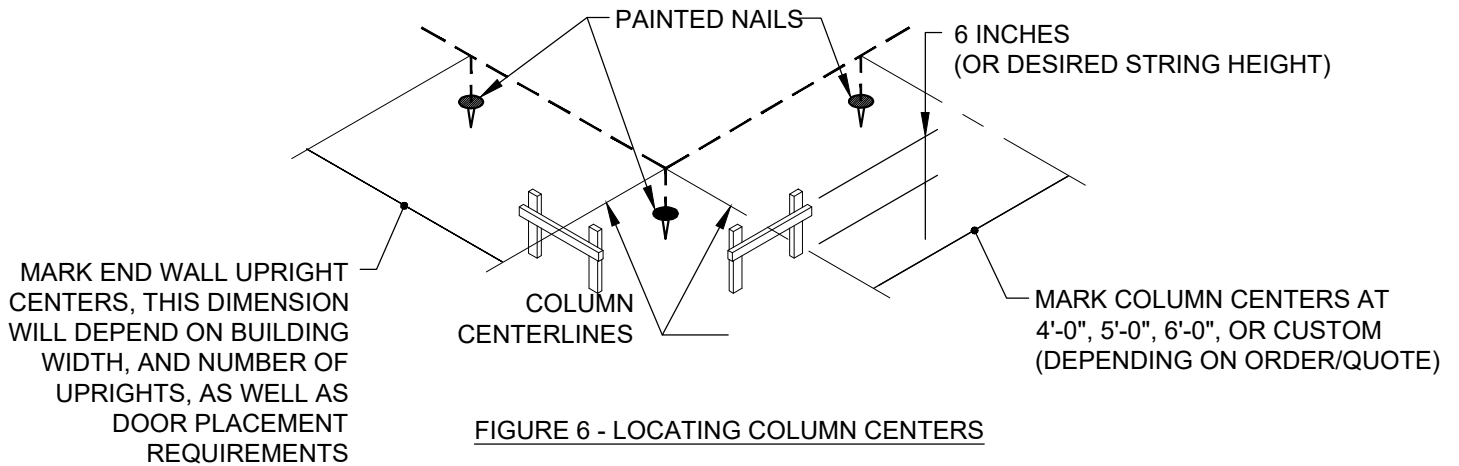 PAINTED NAILS
6 INCHES
(OR DESIRED STRING HEIGHT)
MARK END WALL UPRIGHT
CENTERS, THIS DIMENSION
WILL DEPEND ON BUILDING
WIDTH, AND NUMBER OF
UPRIGHTS, AS WELL AS
DOOR PLACEMENT
REQUIREMENTS
COLUMN
CENTERLINES
MARK COLUMN CENTERS AT
4'-0", 5'-0", 6'-0", OR CUSTOM
(DEPENDING ON ORDER/QUOTE)
FIGURE 6 - LOCATING COLUMN CENTERS